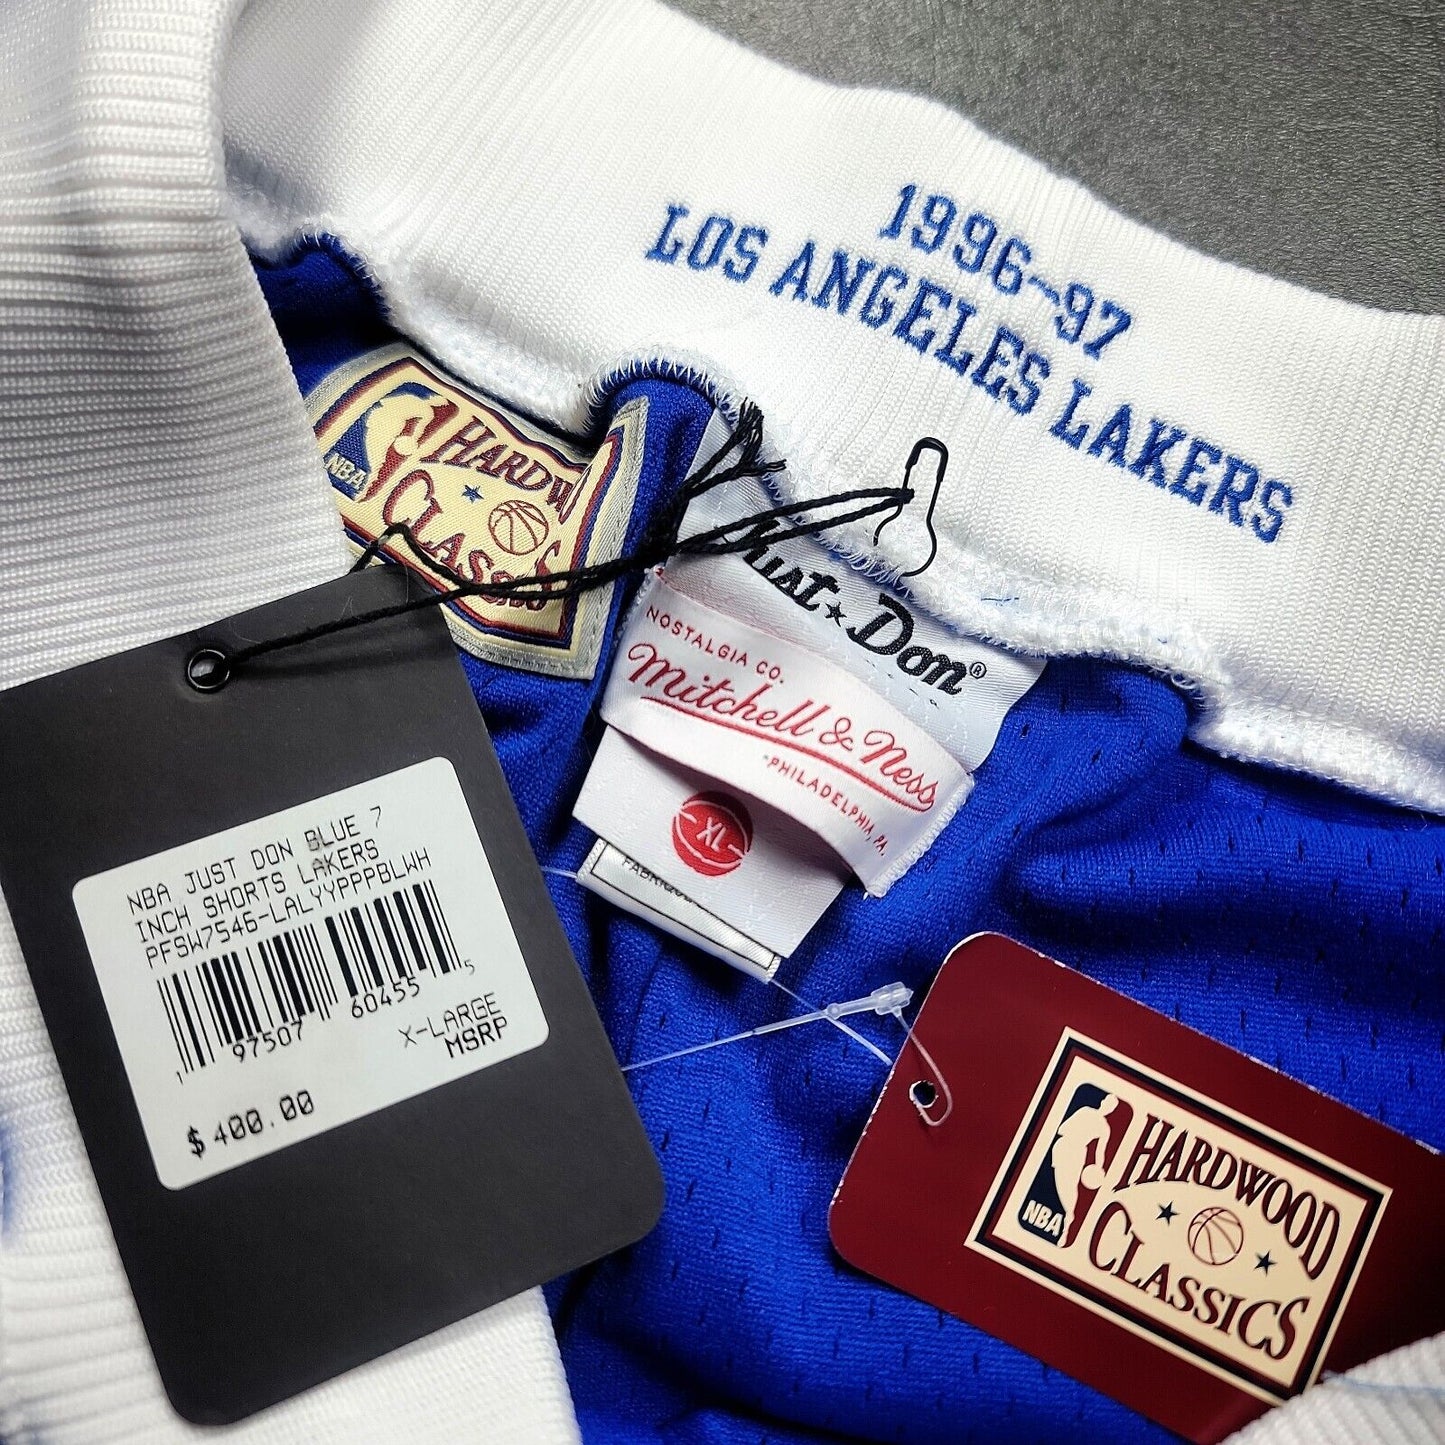 1996-97
LOS ANGELES LAKERS
HARDWOOD
CLASSICS
NBA
Just Don®
NOSTALGIA CO.
Mitchell & Ness
PHILADELPHIA, PA.
XL
NBA JUST DON BLUE 7
INCH SHORTS LAKERS
PFSW7546-LALYYPPPBLWH
1 97507 60455 5
X-LARGE
MSRP
$400.00
HARDWOOD
CLASSICS
NBA